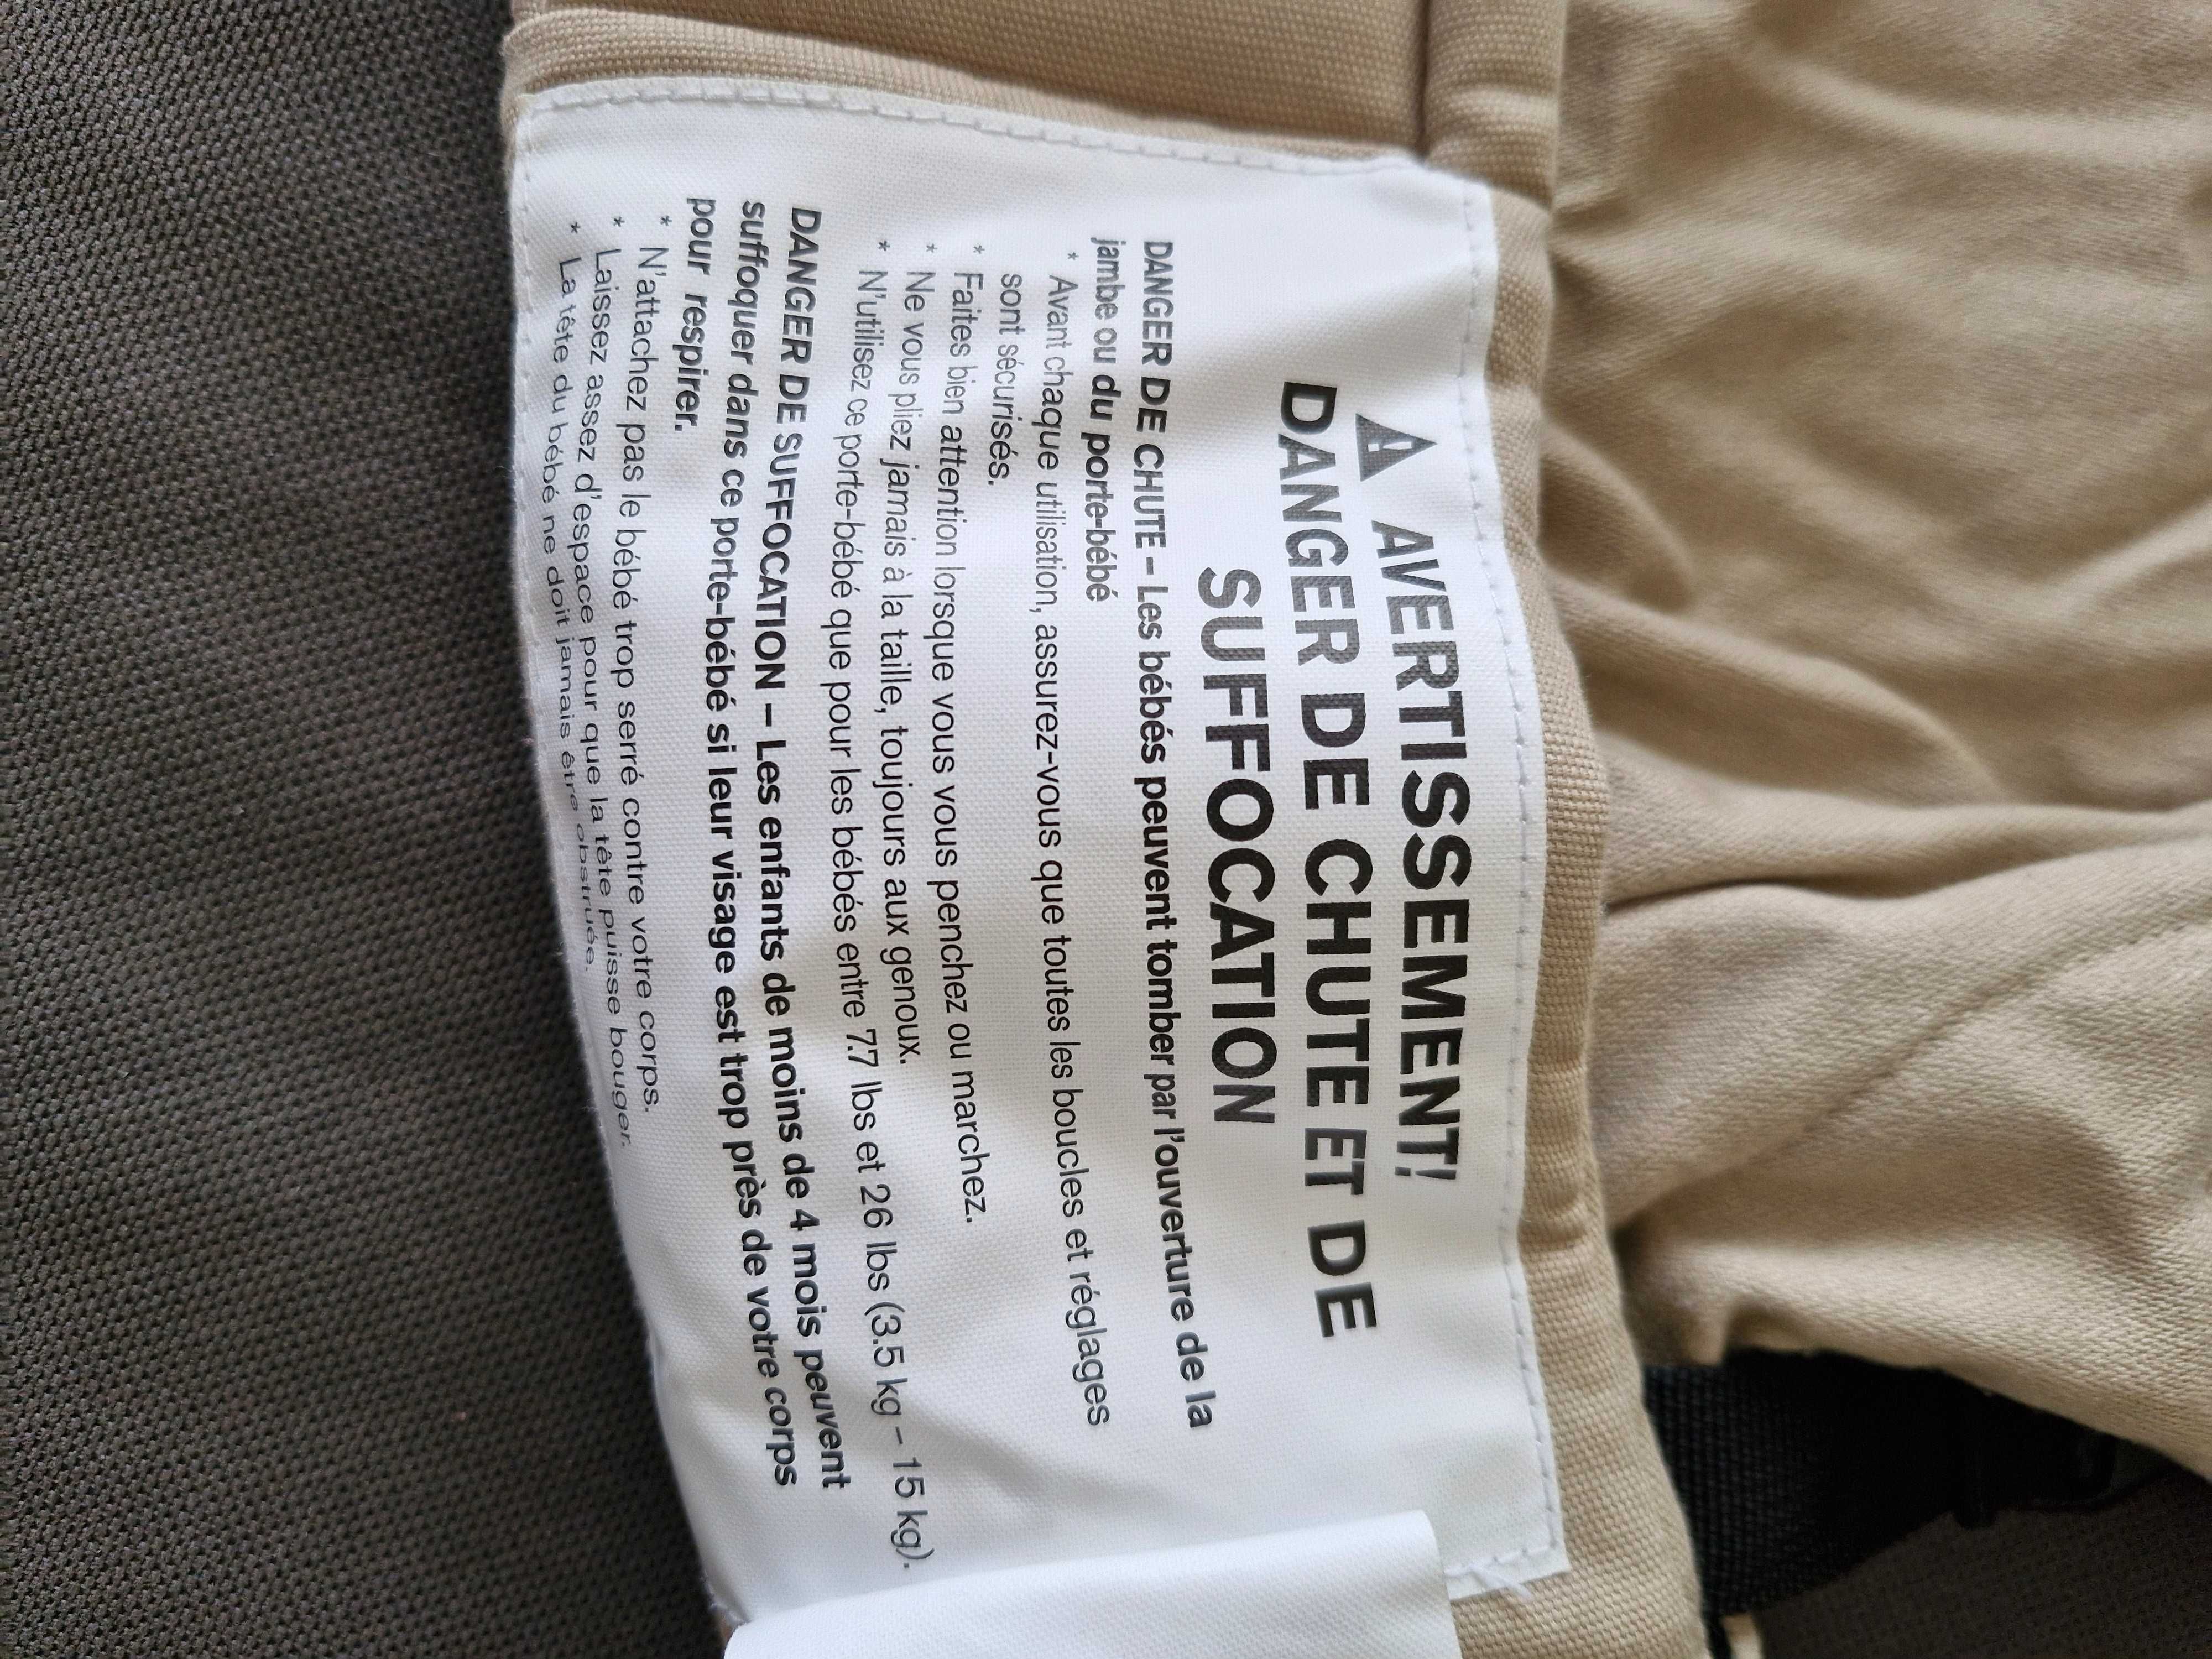 AVERTISSEMENT!
DANGER DE CHUTE ET DE
SUFFOCATION
DANGER DE CHUTE – Les bébés peuvent tomber par l'ouverture de la
jambe ou du porte-bébé
* Avant chaque utilisation, assurez-vous que toutes les boucles et réglages
sont sécurisés.
* Faites bien attention lorsque vous vous penchez ou marchez.
* Ne vous pliez jamais à la taille, toujours aux genoux.
* N'utilisez ce porte-bébé que pour les bébés entre 7.7 lbs et 26 lbs (3.5 kg – 15 kg).
DANGER DE SUFFOCATION – Les enfants de moins de 4 mois peuvent
suffoquer dans ce porte-bébé si leur visage est trop près de votre corps
pour respirer.
* N'attachez pas le bébé trop serré contre votre corps.
* Laissez assez d'espace pour que la tête puisse bouger.
* La tête du bébé ne doit jamais être obstruée.